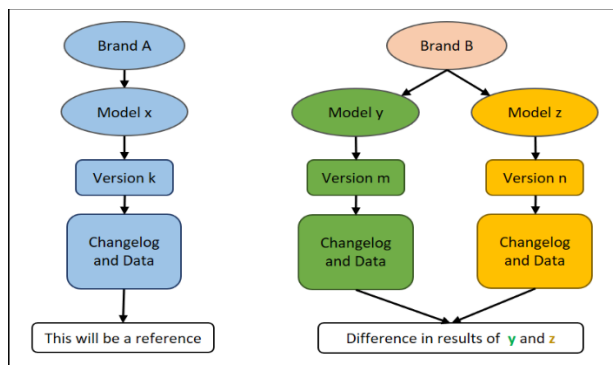 Brand A
Brand B
Model x
Model y
Model z
Version k
Version m
Version n
Changelog
and Data
Changelog
and Data
Changelog
and Data
This will be a reference
Difference in results of y and z